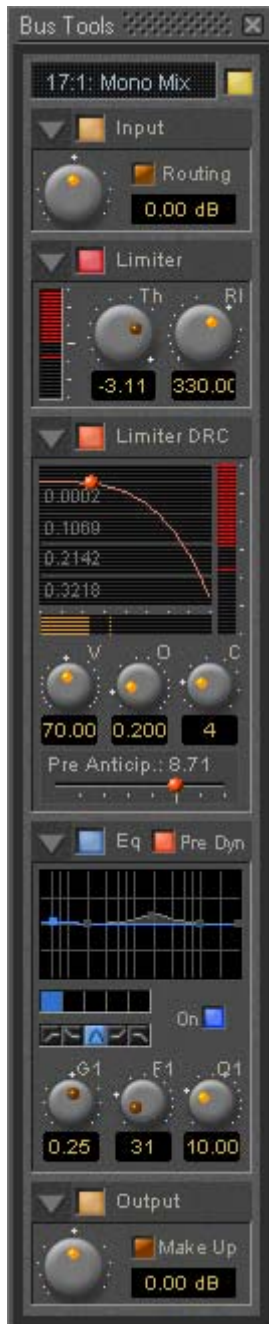 Bus Tools
17:1: Mono Mix
Input
Routing
0.00 dB
Limiter
Th Rl
-3.11 330.00
Limiter DRC
0.0002
0.1069
0.2142
0.3218
V O C
70.00 0.200 4
Pre Anticip.: 8.71
Eq Pre Dyn
On
G1 F1 Q1
0.25 31 10.00
Output
Make Up
0.00 dB